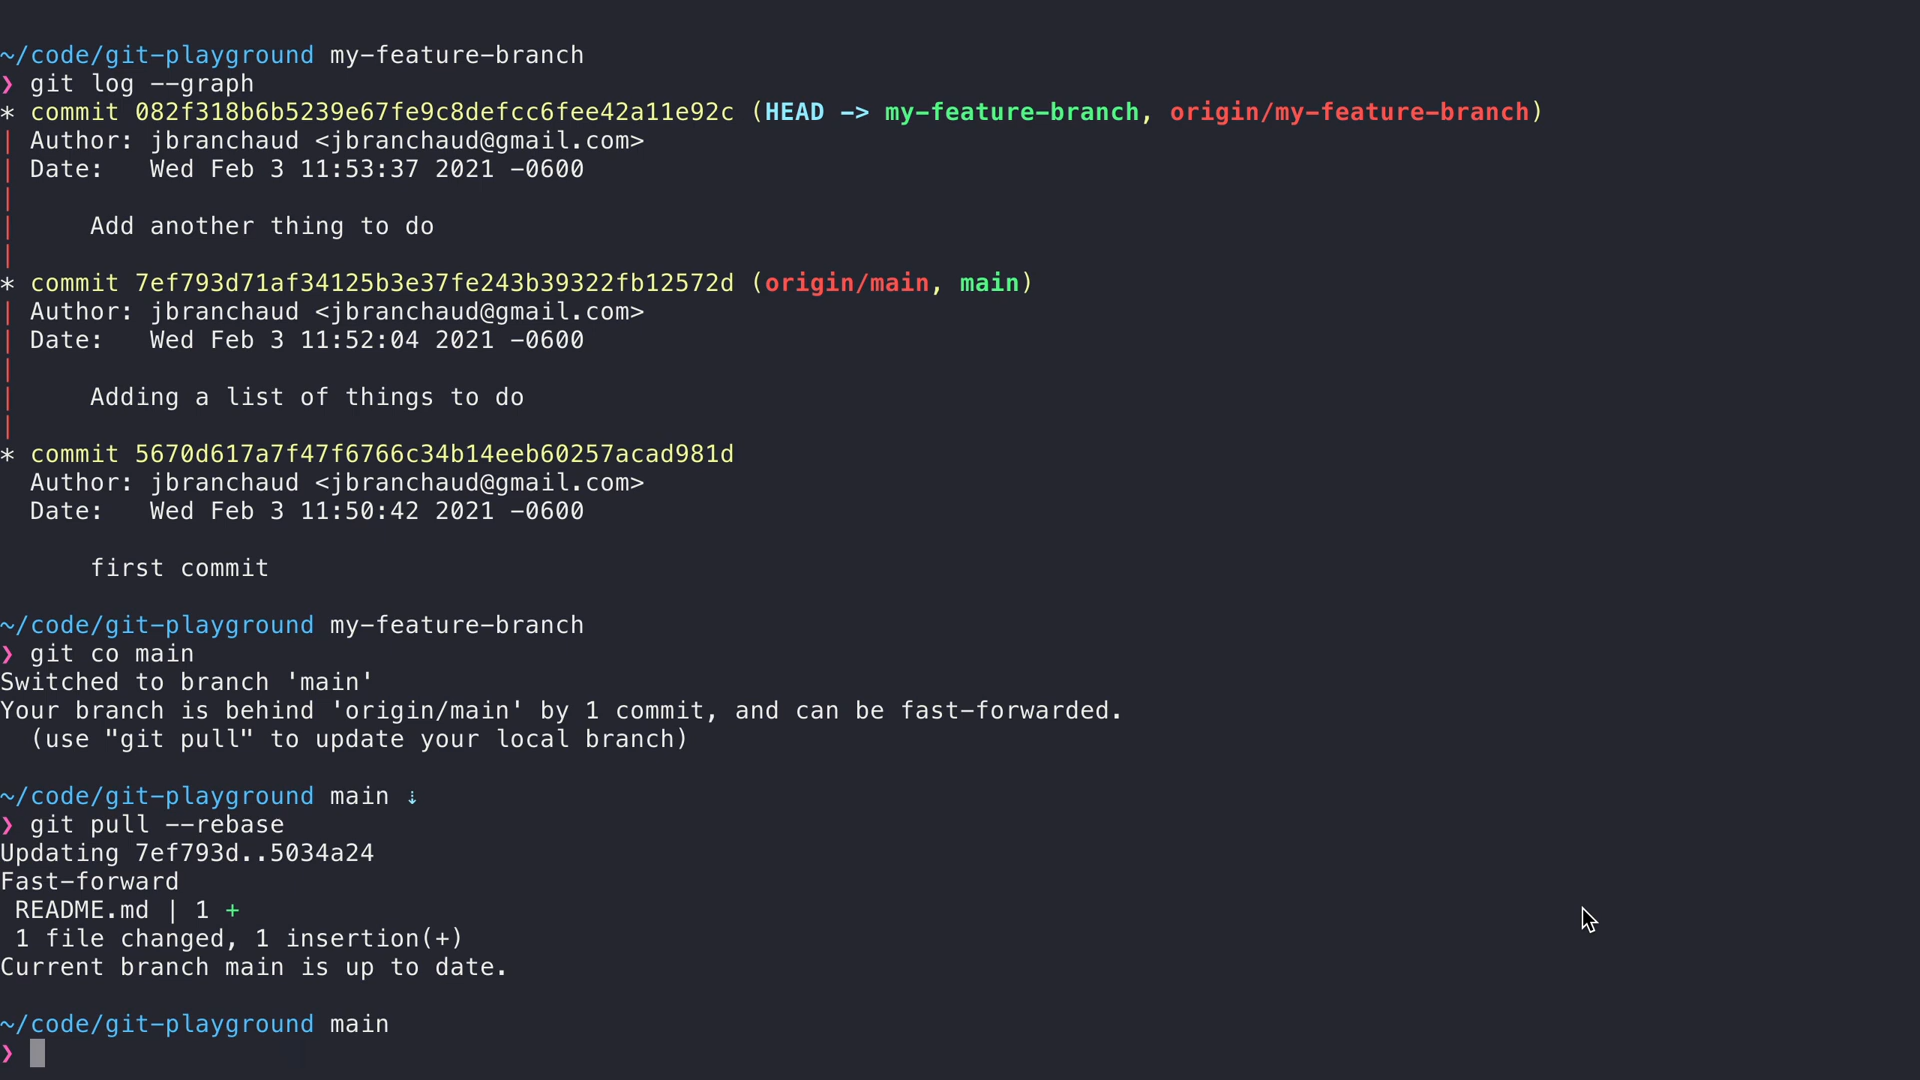 ~/code/git-playground my-feature-branch
❯ git log --graph
* commit 082f318b6b5239e67fe9c8defcc6fee42a11e92c (HEAD -> my-feature-branch, origin/my-feature-branch)
| Author: jbranchaud <jbranchaud@gmail.com>
| Date:   Wed Feb 3 11:53:37 2021 -0600
|
|     Add another thing to do
|
* commit 7ef793d71af34125b3e37fe243b39322fb12572d (origin/main, main)
| Author: jbranchaud <jbranchaud@gmail.com>
| Date:   Wed Feb 3 11:52:04 2021 -0600
|
|     Adding a list of things to do
|
* commit 5670d617a7f47f6766c34b14eeb60257acad981d
  Author: jbranchaud <jbranchaud@gmail.com>
  Date:   Wed Feb 3 11:50:42 2021 -0600
      first commit
~/code/git-playground my-feature-branch
❯ git co main
Switched to branch 'main'
Your branch is behind 'origin/main' by 1 commit, and can be fast-forwarded.
  (use "git pull" to update your local branch)
~/code/git-playground main ⇣
❯ git pull --rebase
Updating 7ef793d..5034a24
Fast-forward
 README.md | 1 +
 1 file changed, 1 insertion(+)
Current branch main is up to date.
~/code/git-playground main
❯